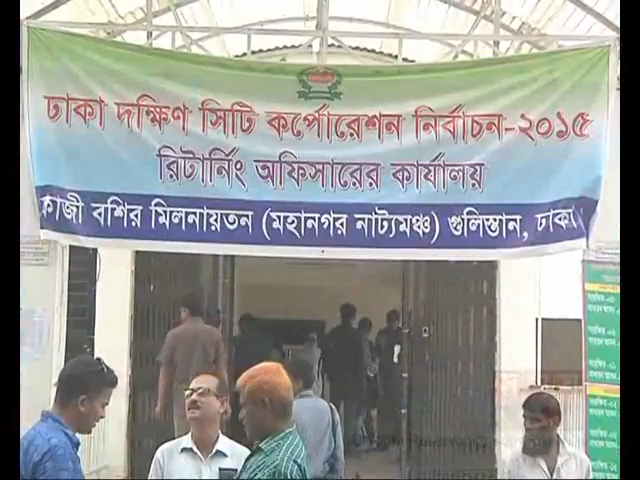 ঢাকা দক্ষিণ সিটি কর্পোরেশন নির্বাচন-২০১৫
রিটার্নিং অফিসারের কার্যালয়
কাজী বশির মিলনায়তন (মহানগর নাট্যমঞ্চ) গুলিস্তান, ঢাকা